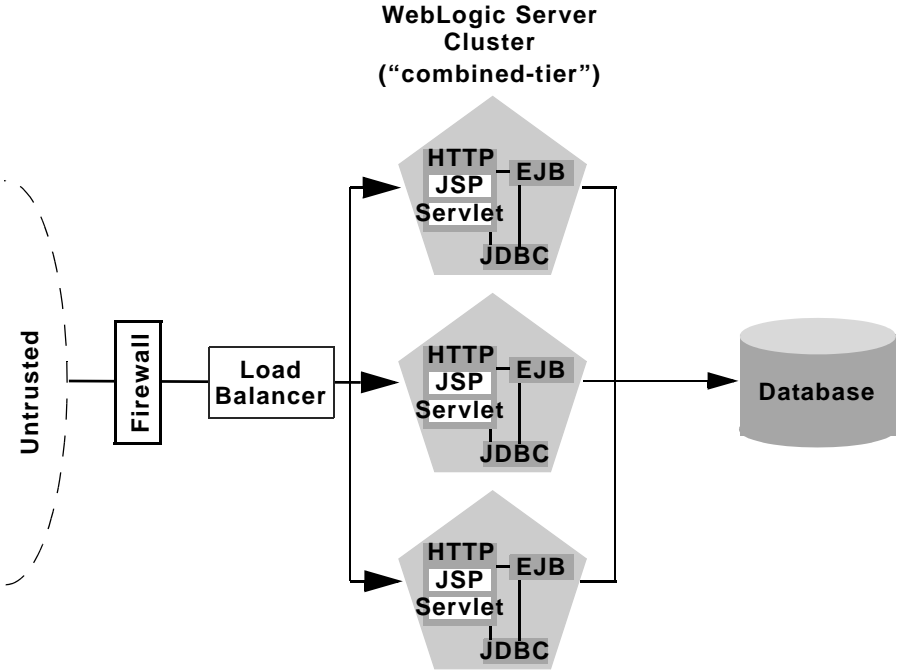 WebLogic Server
Cluster
(“combined-tier”)
HTTP
EJB
JSP
Servlet
JDBC
Untrusted
Firewall
Load
Balancer
HTTP
EJB
JSP
Servlet
JDBC
Database
HTTP
EJB
JSP
Servlet
JDBC